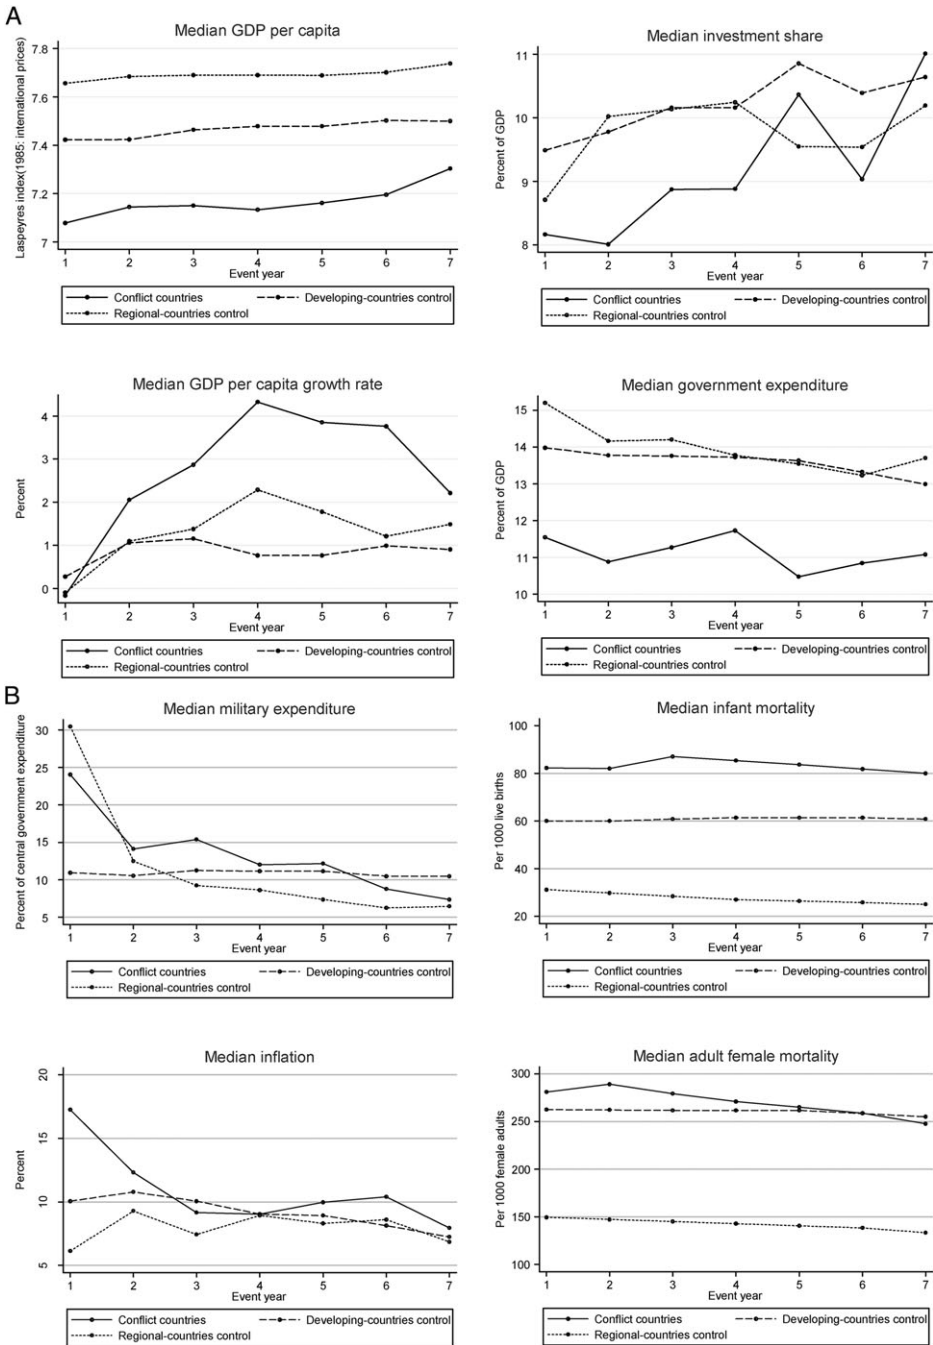 A
Median GDP per capita
Laspeyres index(1985: international prices)
7.8
7.6
7.4
7.2
7
1 2 3 4 5 6 7
Event year
Conflict countries Developing-countries control
Regional-countries control
Median investment share
Percent of GDP
11
10
9
8
1 2 3 4 5 6 7
Event year
Conflict countries Developing-countries control
Regional-countries control
Median GDP per capita growth rate
Percent
4
3
2
1
0
1 2 3 4 5 6 7
Event year
Conflict countries Developing-countries control
Regional-countries control
Median government expenditure
Percent of GDP
15
14
13
12
11
10
1 2 3 4 5 6 7
Event year
Conflict countries Developing-countries control
Regional-countries control
B
Median military expenditure
Percent of central government expenditure
30
25
20
15
10
5
1 2 3 4 5 6 7
Event year
Conflict countries Developing-countries control
Regional-countries control
Median infant mortality
Per 1000 live births
100
80
60
40
20
1 2 3 4 5 6 7
Event year
Conflict countries Developing-countries control
Regional-countries control
Median inflation
Percent
20
15
10
5
1 2 3 4 5 6 7
Event year
Conflict countries Developing-countries control
Regional-countries control
Median adult female mortality
Per 1000 female adults
300
250
200
150
100
1 2 3 4 5 6 7
Event year
Conflict countries Developing-countries control
Regional-countries control